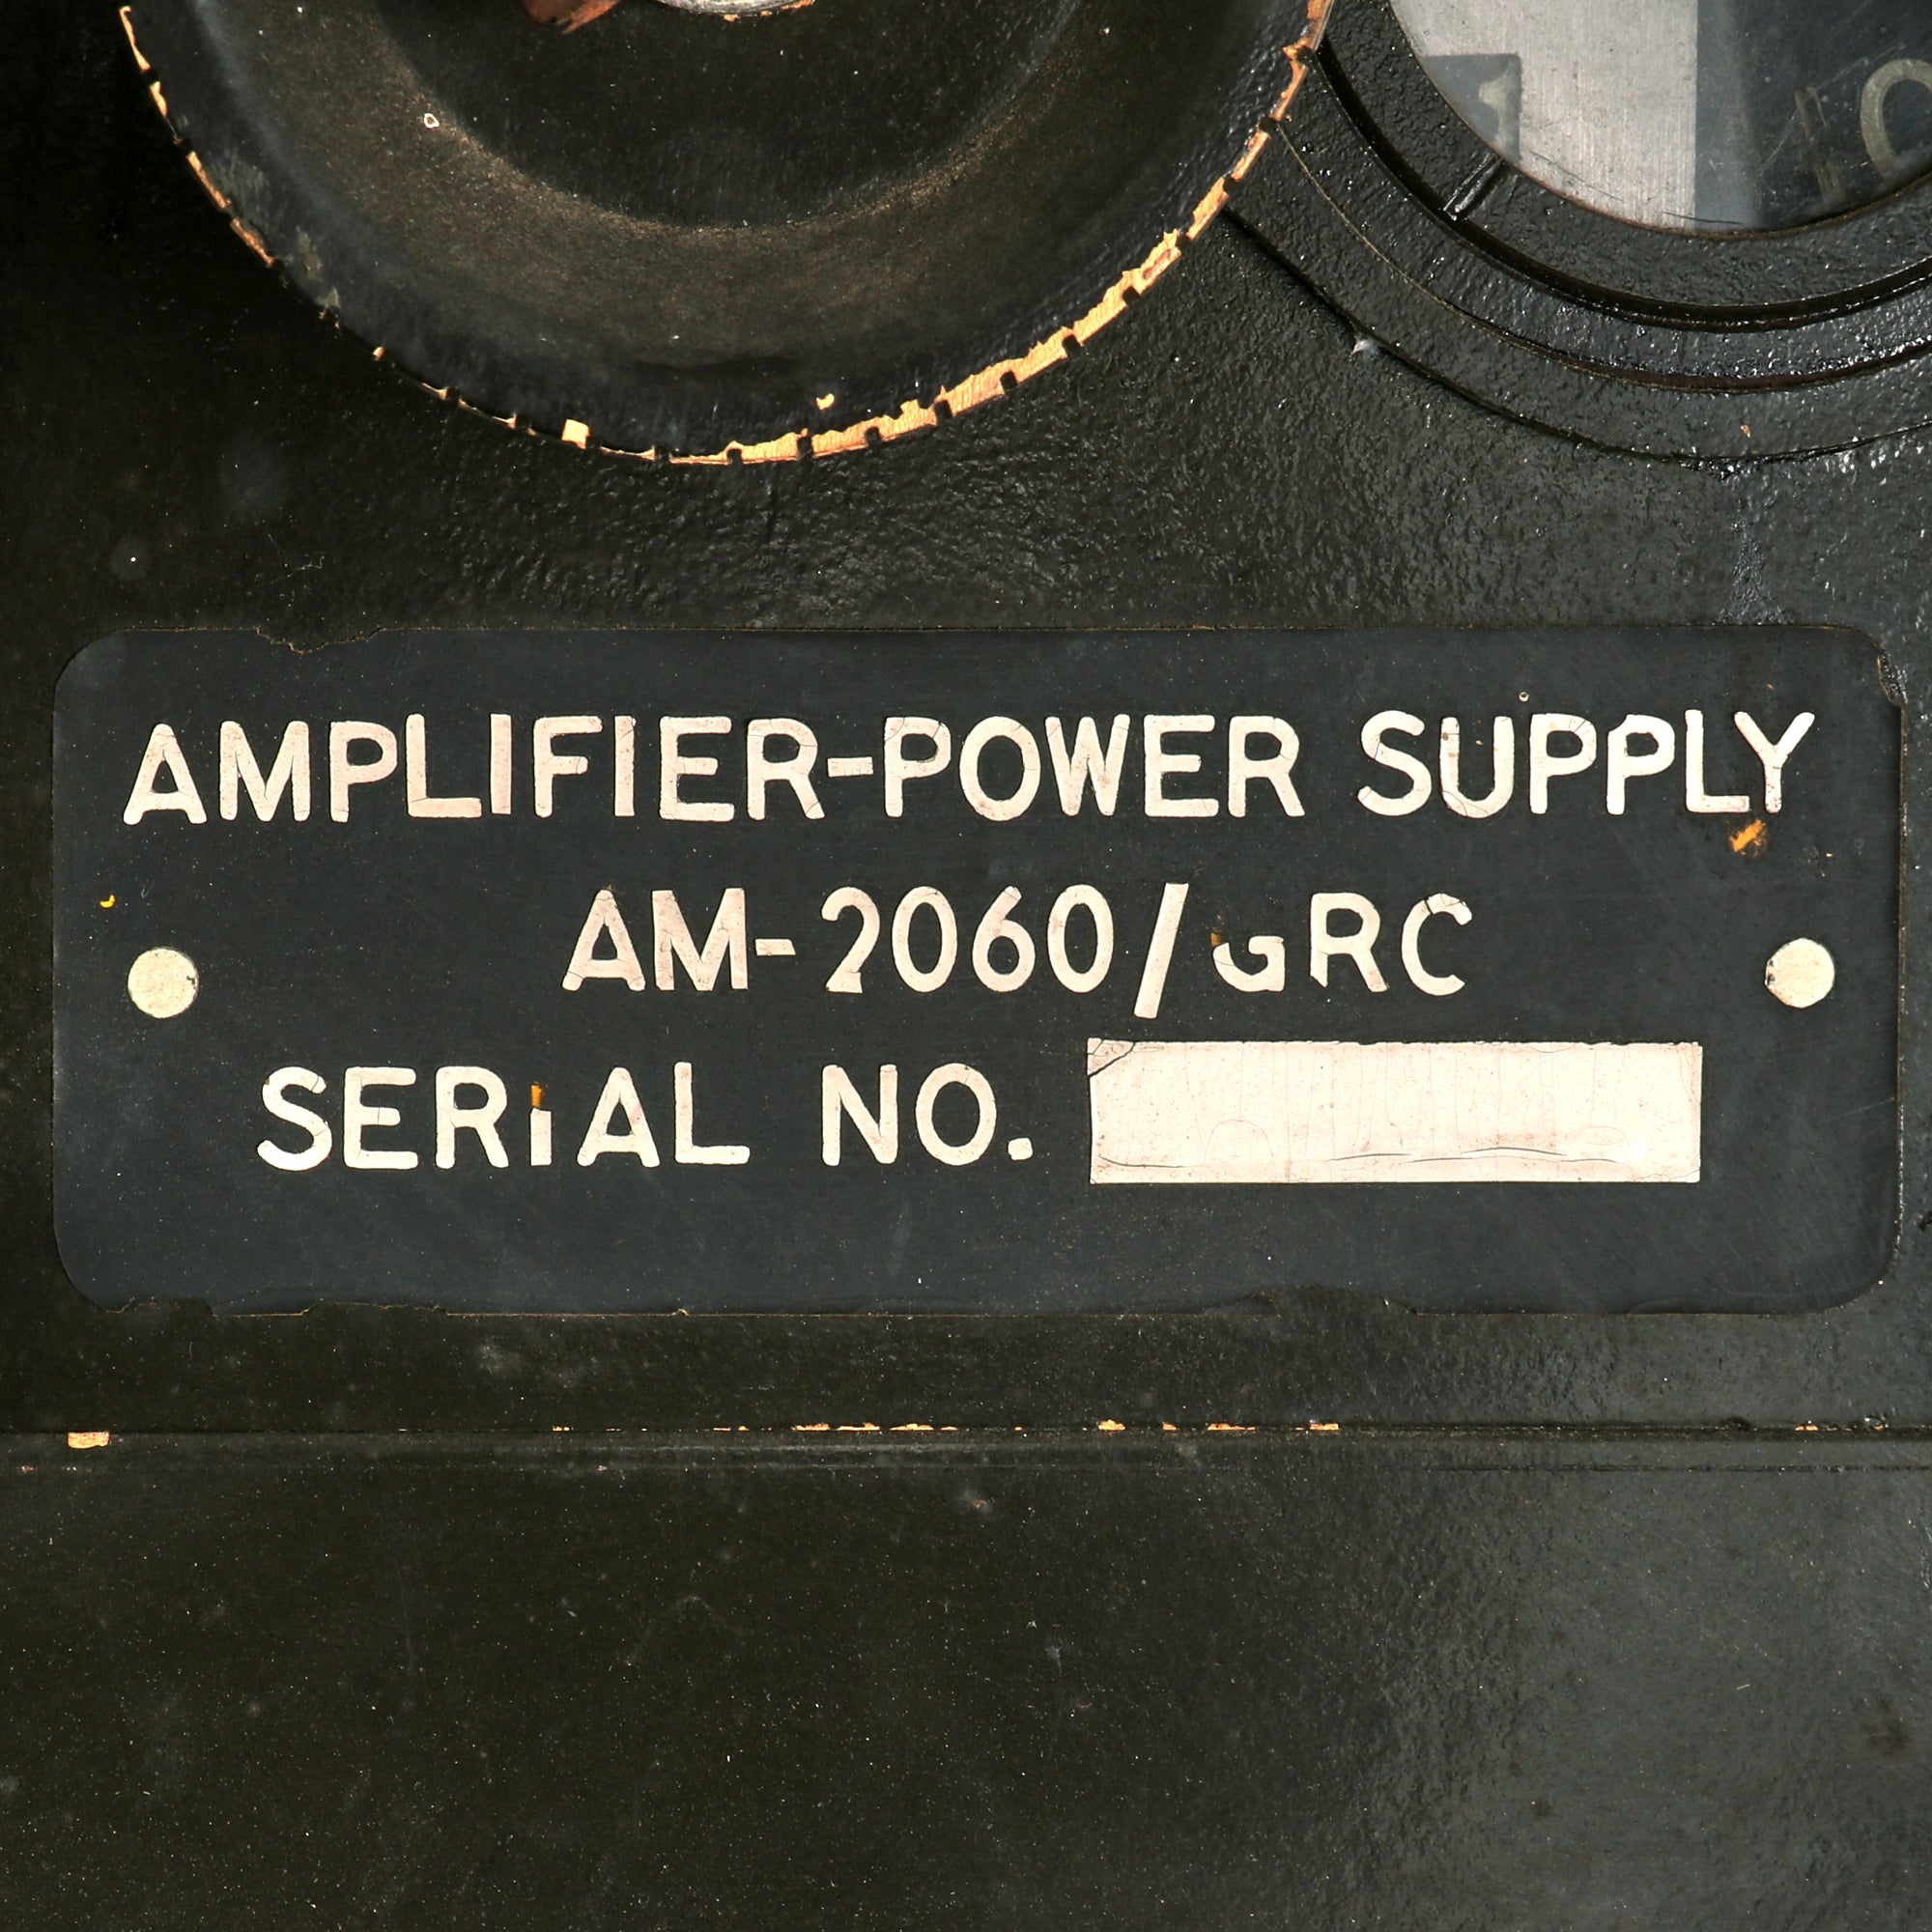 AMPLIFIER-POWER SUPPLY
AM-2060/GRC
SERIAL NO.